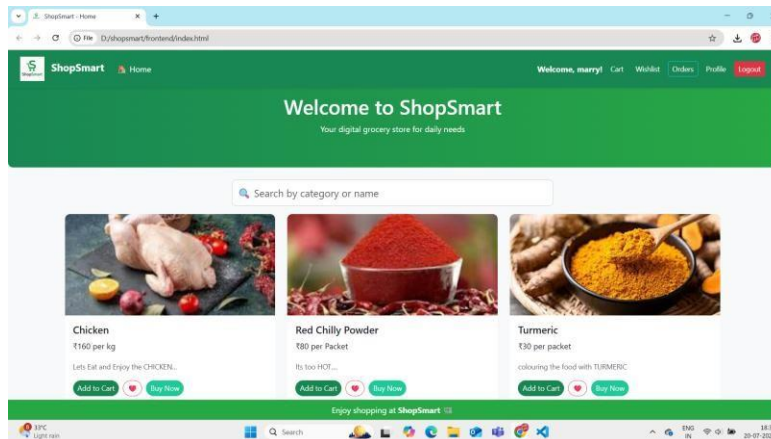 ShopSmart - Home
File D:/shopsmart/frontend/index.html
ShopSmart Home Welcome, marry! Cart Wishlist Orders Profile Logout
Welcome to ShopSmart
Your digital grocery store for daily needs
Search by category or name
Chicken
₹160 per kg
Lets Eat and Enjoy the CHICKEN...
Add to Cart Buy Now
Red Chilly Powder
₹80 per Packet
Its too HOT...
Add to Cart Buy Now
Turmeric
₹30 per packet
colouring the food with TURMERIC
Add to Cart Buy Now
Enjoy shopping at ShopSmart
33°C
Light rain
Search
ENG
IN